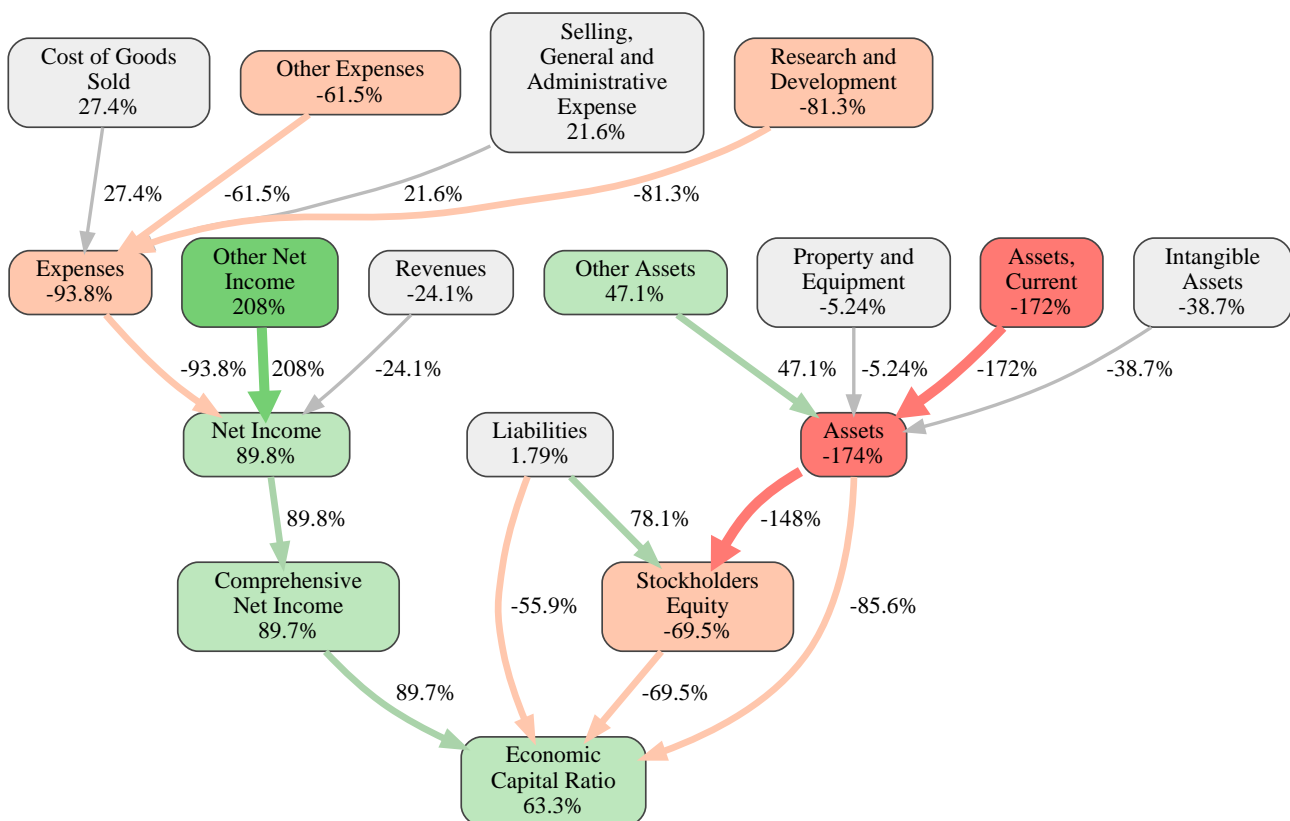 Cost of Goods
Sold
27.4%
Other Expenses
-61.5%
Selling,
General and
Administrative
Expense
21.6%
Research and
Development
-81.3%
27.4%
-61.5%
21.6%
-81.3%
Expenses
-93.8%
Other Net
Income
208%
Revenues
-24.1%
Other Assets
47.1%
Property and
Equipment
-5.24%
Assets,
Current
-172%
Intangible
Assets
-38.7%
-93.8%
208%
-24.1%
47.1%
-5.24%
-172%
-38.7%
Net Income
89.8%
Liabilities
1.79%
Assets
-174%
89.8%
78.1%
-148%
Comprehensive
Net Income
89.7%
-55.9%
Stockholders
Equity
-69.5%
-85.6%
89.7%
-69.5%
Economic
Capital Ratio
63.3%